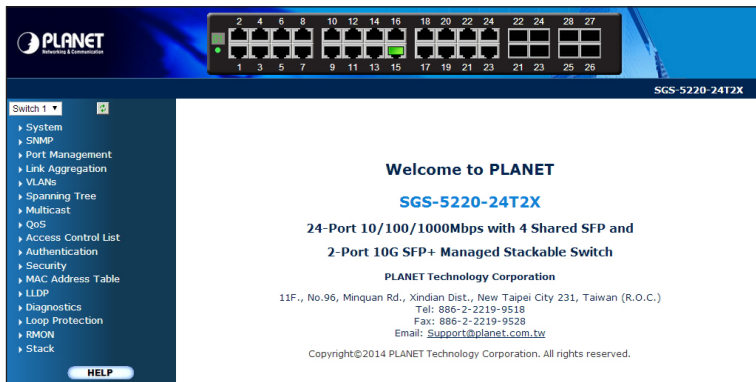 PLANET
Networking & Communication
2 4 6 8 10 12 14 16 18 20 22 24 22 24 28 27
1 3 5 7 9 11 13 15 17 19 21 23 21 23 25 26
SGS-5220-24T2X
Switch 1
System
SNMP
Port Management
Link Aggregation
VLANs
Spanning Tree
Multicast
QoS
Access Control List
Authentication
Security
MAC Address Table
LLDP
Diagnostics
Loop Protection
RMON
Stack
HELP
Welcome to PLANET
SGS-5220-24T2X
24-Port 10/100/1000Mbps with 4 Shared SFP and
2-Port 10G SFP+ Managed Stackable Switch
PLANET Technology Corporation
11F., No.96, Minquan Rd., Xindian Dist., New Taipei City 231, Taiwan (R.O.C.)
Tel: 886-2-2219-9518
Fax: 886-2-2219-9528
Email: Support@planet.com.tw
Copyright©2014 PLANET Technology Corporation. All rights reserved.